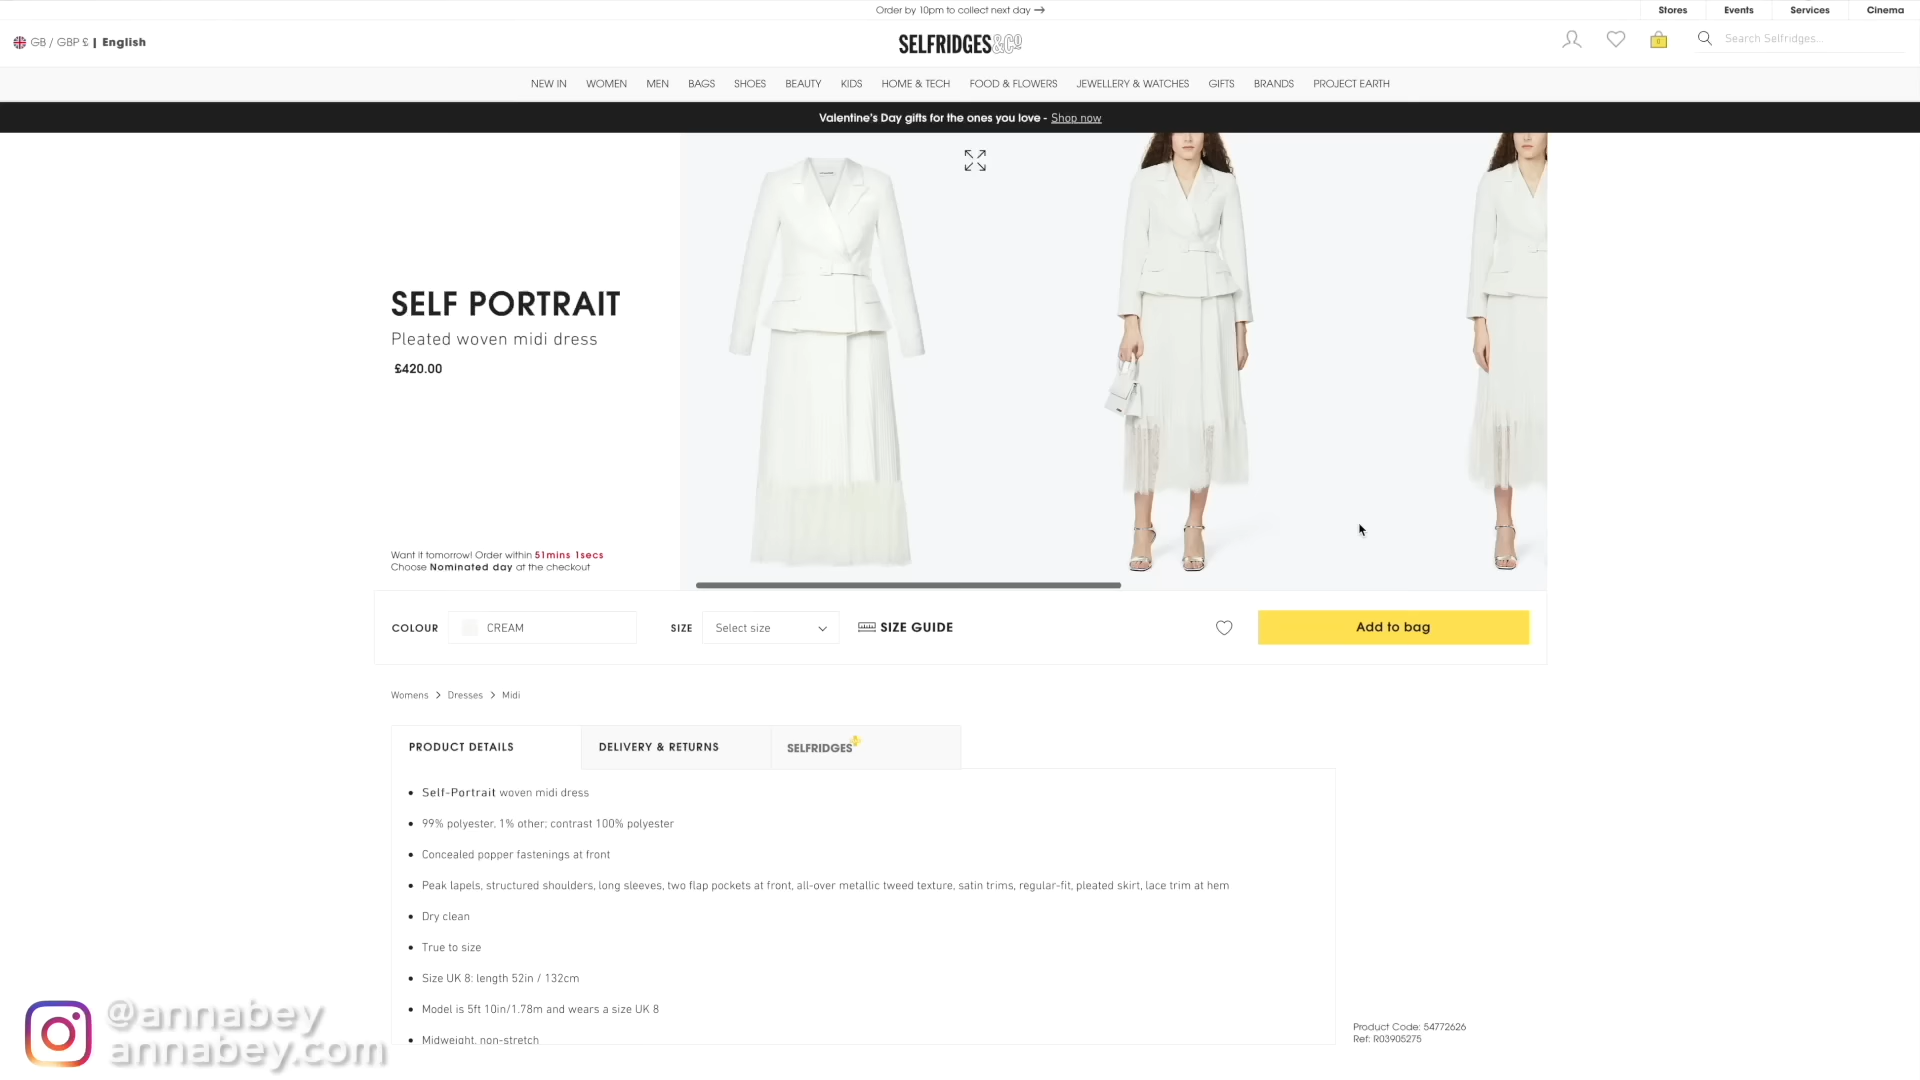 Order by 10pm to collect next day →
Stores
Events
Services
Cinema
GB / GBP £ | English
SELFRIDGES&CO
Search Selfridges...
NEW IN
WOMEN
MEN
BAGS
SHOES
BEAUTY
KIDS
HOME & TECH
FOOD & FLOWERS
JEWELLERY & WATCHES
GIFTS
BRANDS
PROJECT EARTH
Valentine's Day gifts for the ones you love - Shop now
SELF PORTRAIT
Pleated woven midi dress
£420.00
Want it tomorrow! Order within 51mins 1secs
Choose Nominated day at the checkout
COLOUR
CREAM
SIZE
Select size
SIZE GUIDE
Add to bag
Womens > Dresses > Midi
PRODUCT DETAILS
DELIVERY & RETURNS
SELFRIDGES+
• Self-Portrait woven midi dress
• 99% polyester, 1% other; contrast 100% polyester
• Concealed popper fastenings at front
• Peak lapels, structured shoulders, long sleeves, two flap pockets at front, all-over metallic tweed texture, satin trims, regular-fit, pleated skirt, lace trim at hem
• Dry clean
• True to size
• Size UK 8: length 52in / 132cm
• Model is 5ft 10in/1.78m and wears a size UK 8
• Midweight, non-stretch
Product Code: 54772626
Ref: R03905275
@annabey
annabey.com